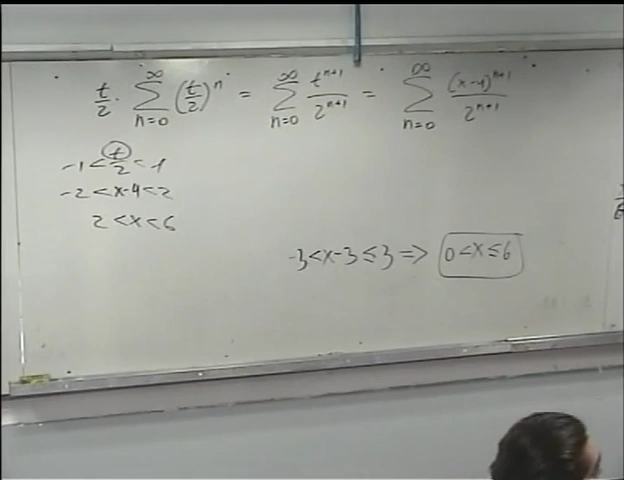 t/2 · ∑_{n=0}^{∞} (t/2)^n = ∑_{n=0}^{∞} t^{n+1}/2^{n+1} = ∑_{n=0}^{∞} (x-4)^{n+1}/2^{n+1}
-1 < t/2 < 1
-2 < x-4 < 2
2 < x < 6
-3 < x-3 ≤ 3 => 0 < x ≤ 6